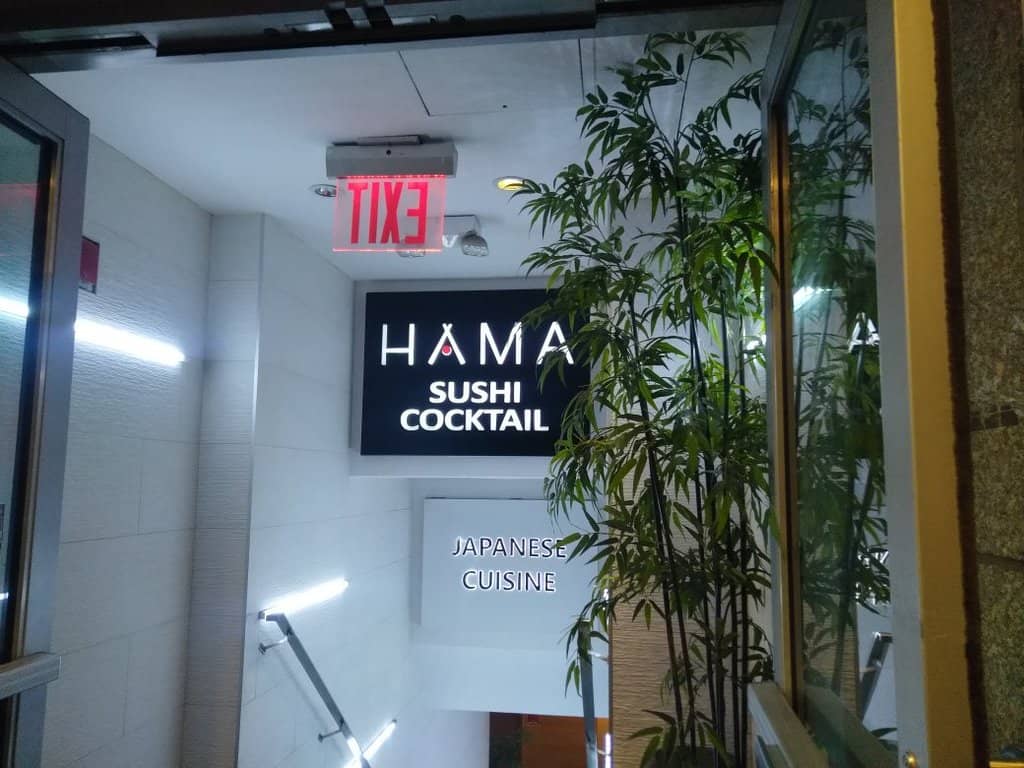 EXIT
HAMA
SUSHI
COCKTAIL
JAPANESE
CUISINE